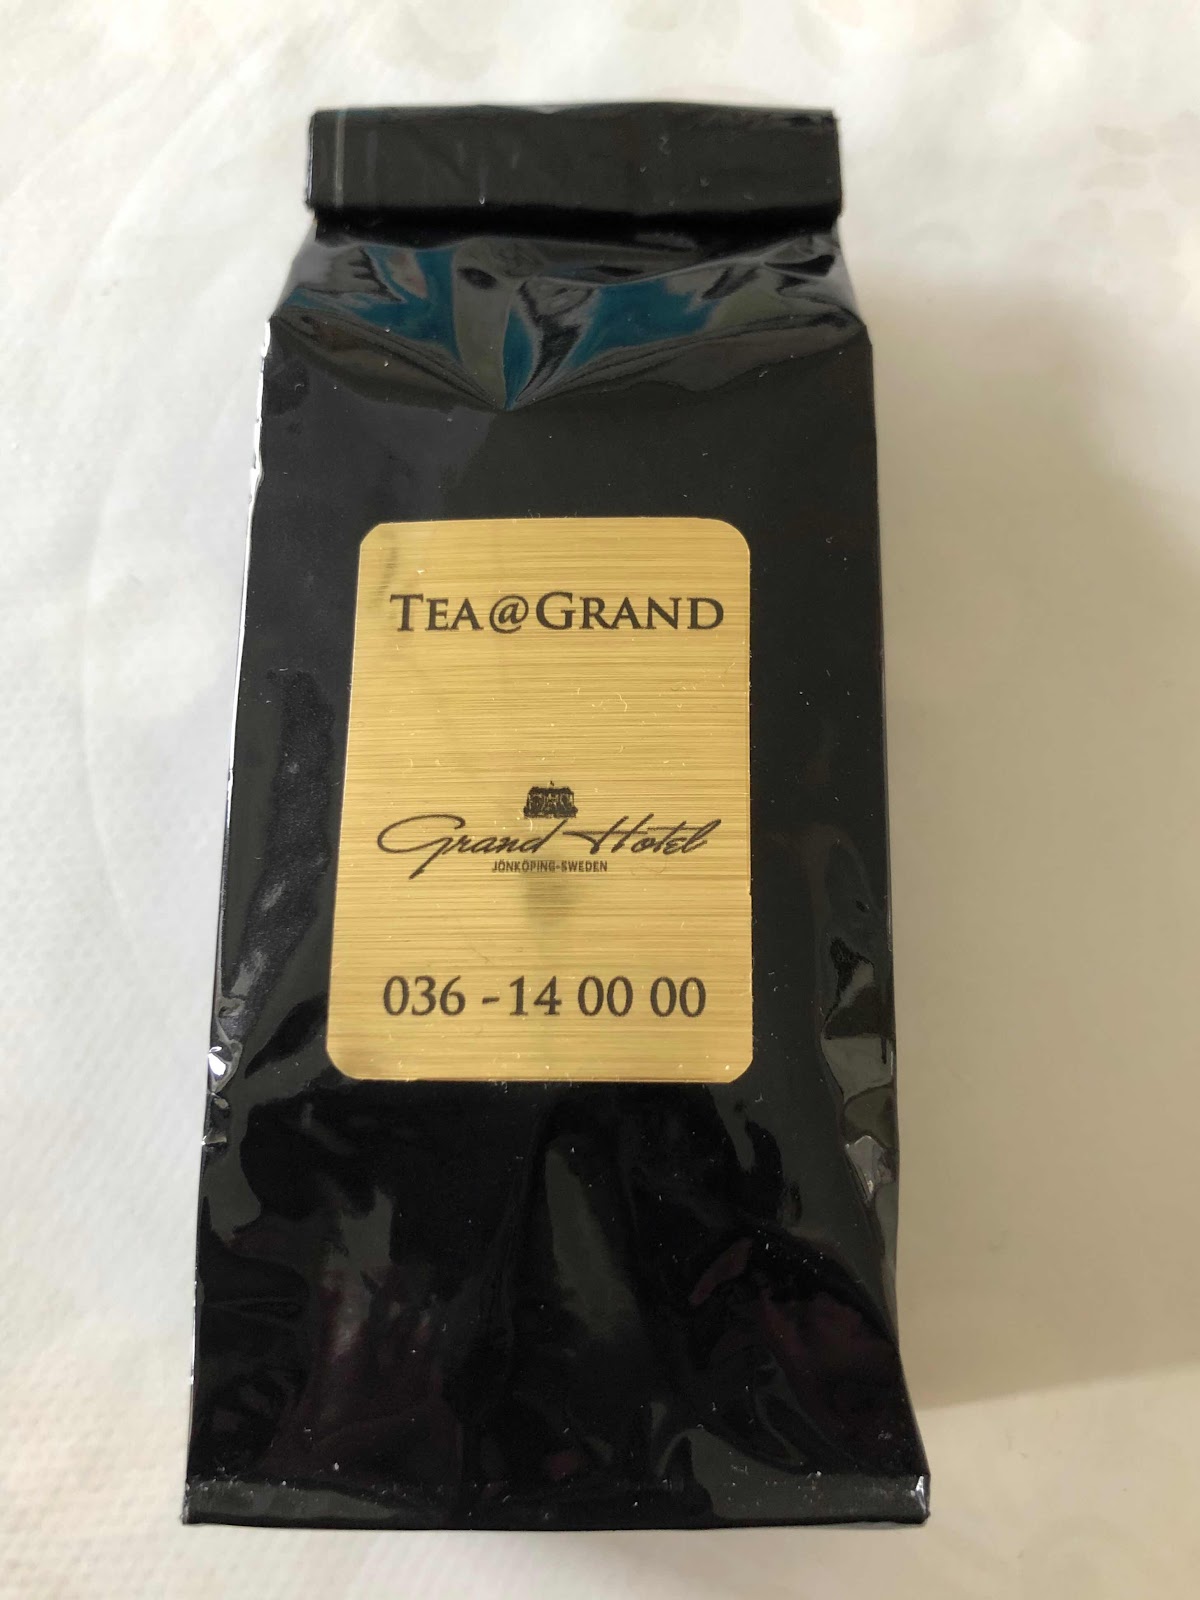 TEA@GRAND
Grand Hotel
JÖNKÖPING-SWEDEN
036 - 14 00 00